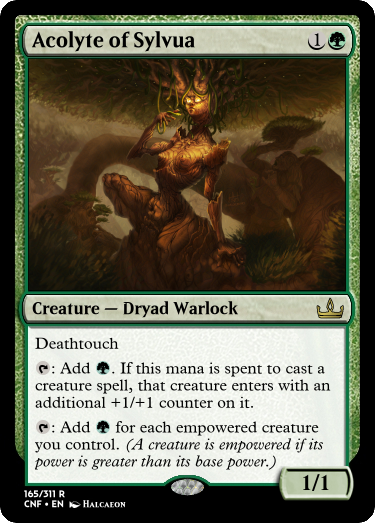 Acolyte of Sylvua 1
Creature — Dryad Warlock
Deathtouch
: Add . If this mana is spent to cast a
creature spell, that creature enters with an
additional +1/+1 counter on it.
: Add for each empowered creature
you control. (A creature is empowered if its
power is greater than its base power.)
1/1
165/311 R
CNF • EN HALCAEON